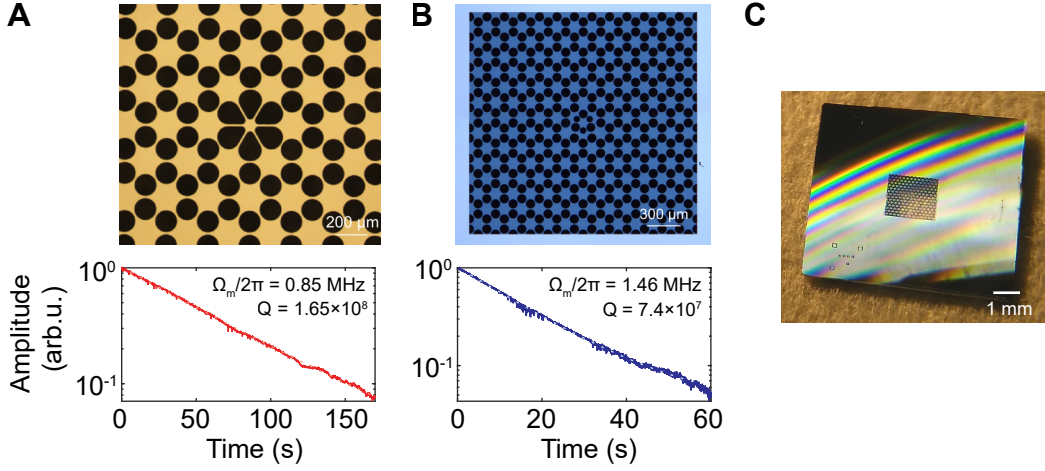 A
B
C
200 µm
300 µm
1 mm
Amplitude
(arb.u.)
10⁰
10⁻¹
Ωₘ/2π = 0.85 MHz
Q = 1.65×10⁸
0
50
100
150
Time (s)
10⁰
10⁻¹
Ωₘ/2π = 1.46 MHz
Q = 7.4×10⁷
0
20
40
60
Time (s)